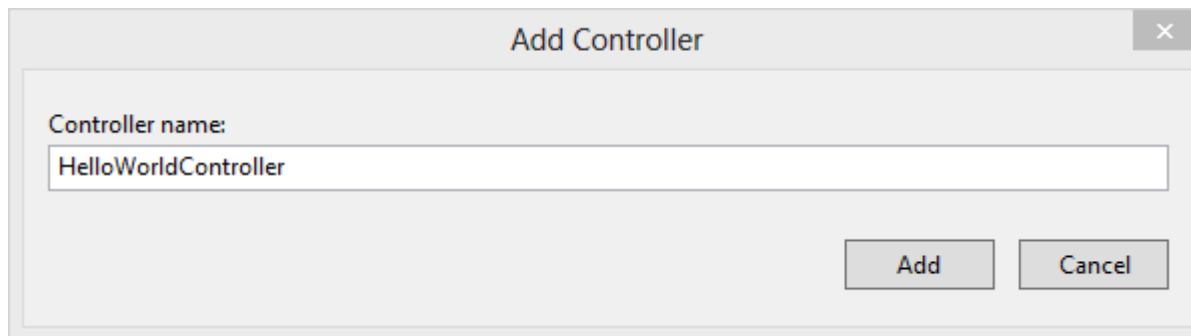 Add Controller
Controller name:
HelloWorldController
Add Cancel